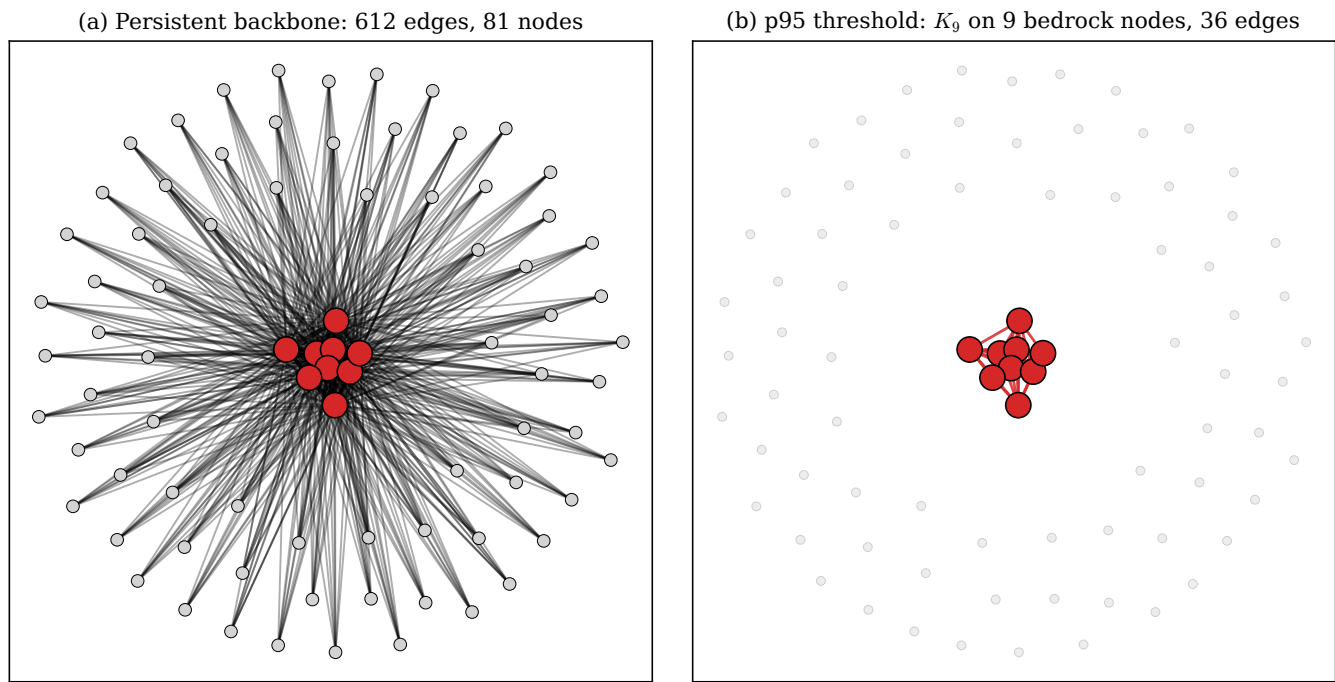 (a) Persistent backbone: 612 edges, 81 nodes
(b) p95 threshold: K₉ on 9 bedrock nodes, 36 edges